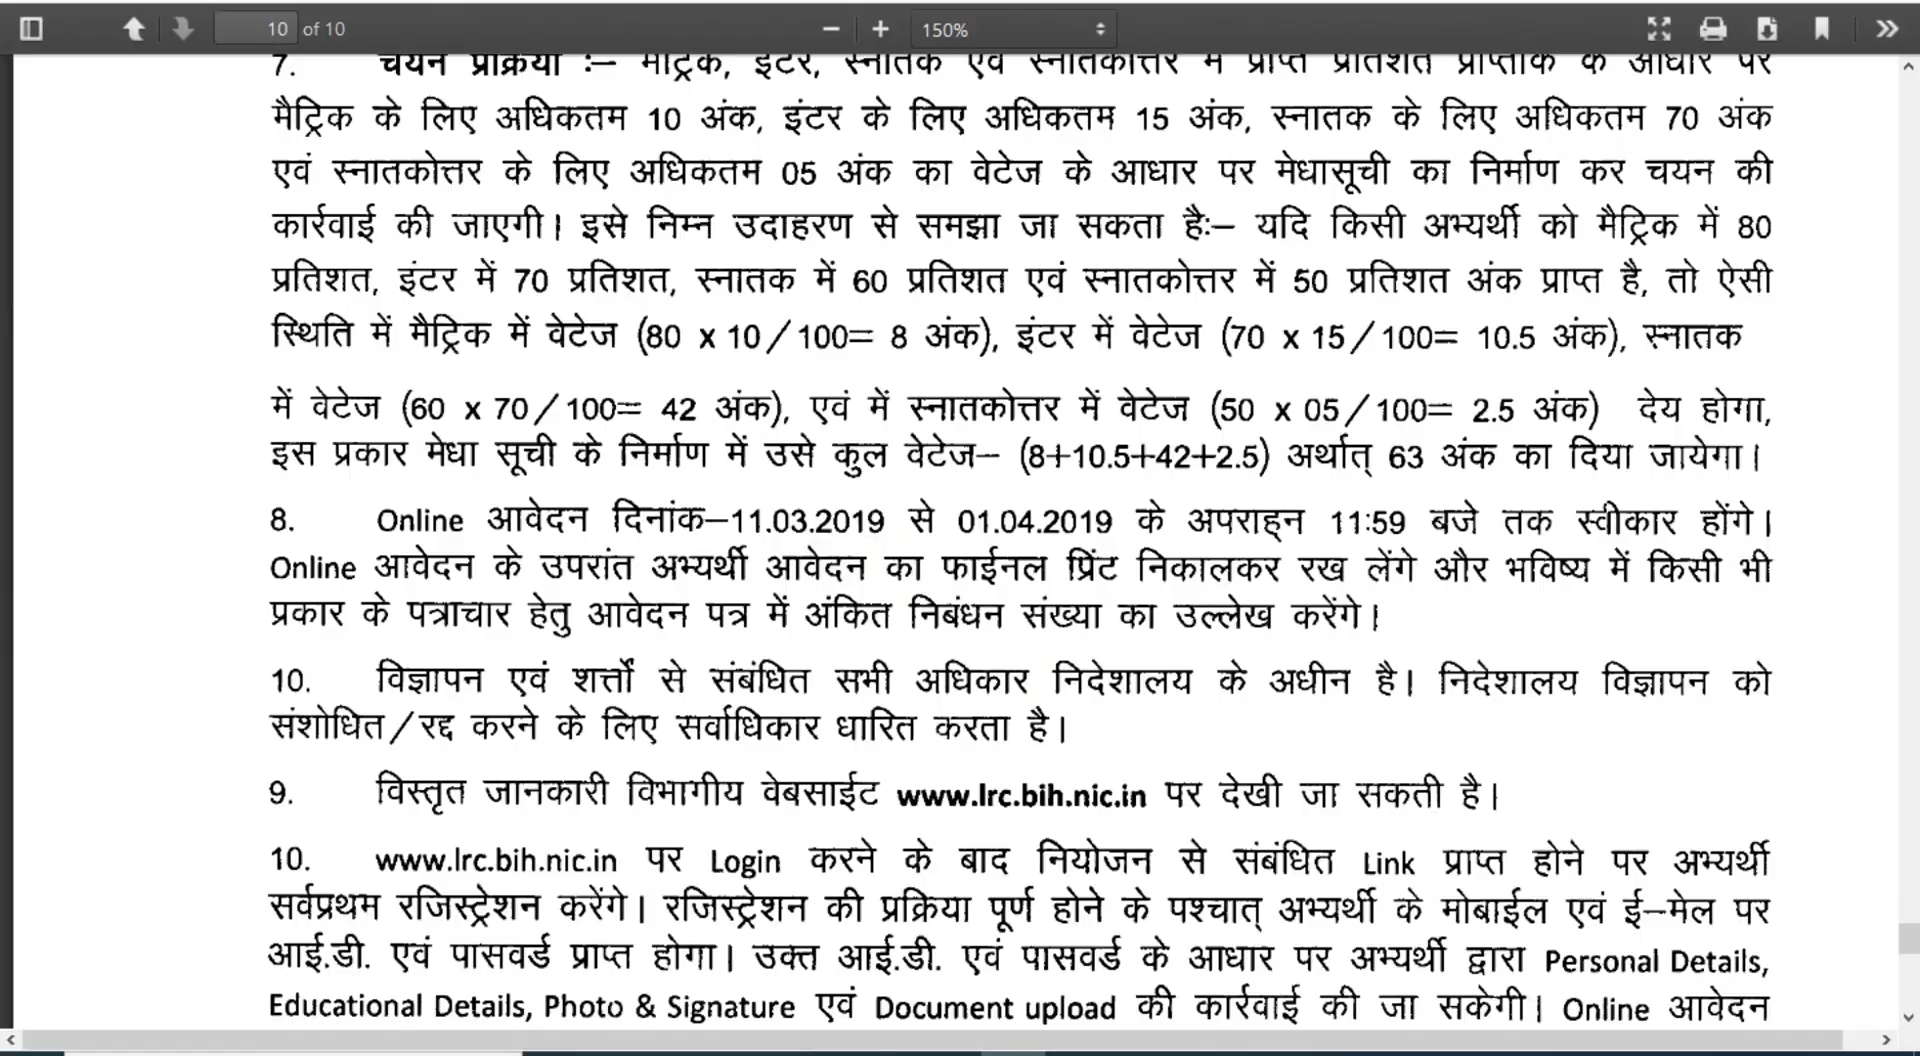 10 of 10
150%
7. चयन प्रक्रिया :– मैट्रिक, इंटर, स्नातक एवं स्नातकोत्तर में प्राप्त प्रतिशत प्राप्तांक के आधार पर
मैट्रिक के लिए अधिकतम 10 अंक, इंटर के लिए अधिकतम 15 अंक, स्नातक के लिए अधिकतम 70 अंक
एवं स्नातकोत्तर के लिए अधिकतम 05 अंक का वेटेज के आधार पर मेधासूची का निर्माण कर चयन की
कार्रवाई की जाएगी। इसे निम्न उदाहरण से समझा जा सकता हैः– यदि किसी अभ्यर्थी को मैट्रिक में 80
प्रतिशत, इंटर में 70 प्रतिशत, स्नातक में 60 प्रतिशत एवं स्नातकोत्तर में 50 प्रतिशत अंक प्राप्त है, तो ऐसी
स्थिति में मैट्रिक में वेटेज (80 x 10/100= 8 अंक), इंटर में वेटेज (70 x 15/100= 10.5 अंक), स्नातक
में वेटेज (60 x 70/100= 42 अंक), एवं में स्नातकोत्तर में वेटेज (50 x 05/100= 2.5 अंक) देय होगा,
इस प्रकार मेधा सूची के निर्माण में उसे कुल वेटेज– (8+10.5+42+2.5) अर्थात् 63 अंक का दिया जायेगा।
8. Online आवेदन दिनांक–11.03.2019 से 01.04.2019 के अपराह्न 11:59 बजे तक स्वीकार होंगे।
Online आवेदन के उपरांत अभ्यर्थी आवेदन का फाईनल प्रिंट निकालकर रख लेंगे और भविष्य में किसी भी
प्रकार के पत्राचार हेतु आवेदन पत्र में अंकित निबंधन संख्या का उल्लेख करेंगे।
10. विज्ञापन एवं शर्त्तों से संबंधित सभी अधिकार निदेशालय के अधीन है। निदेशालय विज्ञापन को
संशोधित/रद्द करने के लिए सर्वाधिकार धारित करता है।
9. विस्तृत जानकारी विभागीय वेबसाईट www.lrc.bih.nic.in पर देखी जा सकती है।
10. www.lrc.bih.nic.in पर Login करने के बाद नियोजन से संबंधित Link प्राप्त होने पर अभ्यर्थी
सर्वप्रथम रजिस्ट्रेशन करेंगे। रजिस्ट्रेशन की प्रक्रिया पूर्ण होने के पश्चात् अभ्यर्थी के मोबाईल एवं ई–मेल पर
आई.डी. एवं पासवर्ड प्राप्त होगा। उक्त आई.डी. एवं पासवर्ड के आधार पर अभ्यर्थी द्वारा Personal Details,
Educational Details, Photo & Signature एवं Document upload की कार्रवाई की जा सकेगी। Online आवेदन